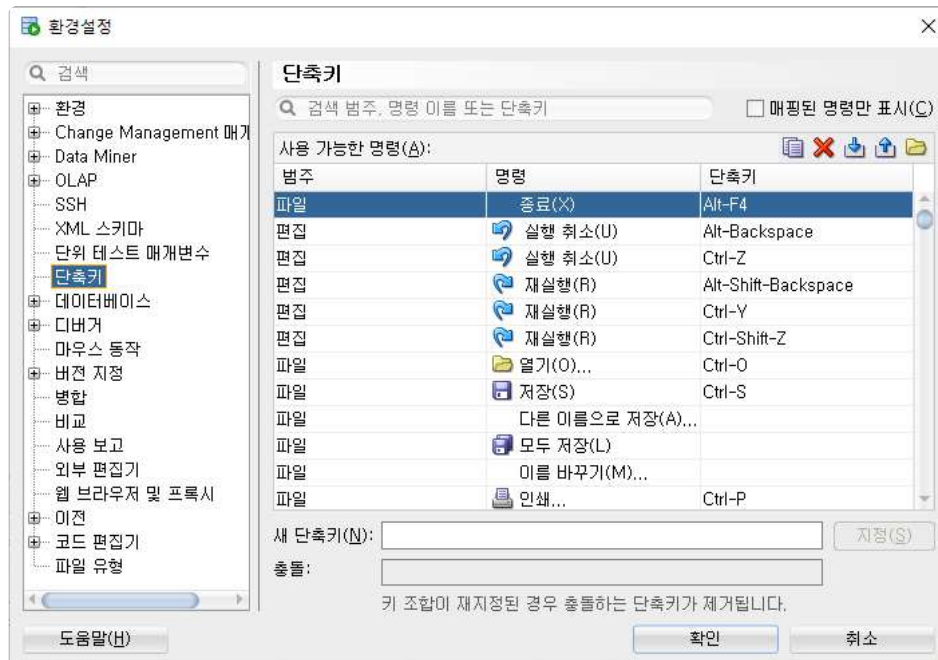 환경설정
검색
환경
Change Management 매개
Data Miner
OLAP
SSH
XML 스키마
단위 테스트 매개변수
단축키
데이터베이스
디버거
마우스 동작
버전 지정
병합
비교
사용 보고
외부 편집기
웹 브라우저 및 프록시
이전
코드 편집기
파일 유형
단축키
검색 범주, 명령 이름 또는 단축키
매핑된 명령만 표시(C)
사용 가능한 명령(A):
범주 명령 단축키
파일 종료(X) Alt-F4
편집 실행 취소(U) Alt-Backspace
편집 실행 취소(U) Ctrl-Z
편집 재실행(R) Alt-Shift-Backspace
편집 재실행(R) Ctrl-Y
편집 재실행(R) Ctrl-Shift-Z
파일 열기(O)... Ctrl-O
파일 저장(S) Ctrl-S
파일 다른 이름으로 저장(A)...
파일 모두 저장(L)
파일 이름 바꾸기(M)...
파일 인쇄... Ctrl-P
새 단축키(N): 지정(S)
충돌:
키 조합이 재지정된 경우 충돌하는 단축키가 제거됩니다.
도움말(H) 확인 취소